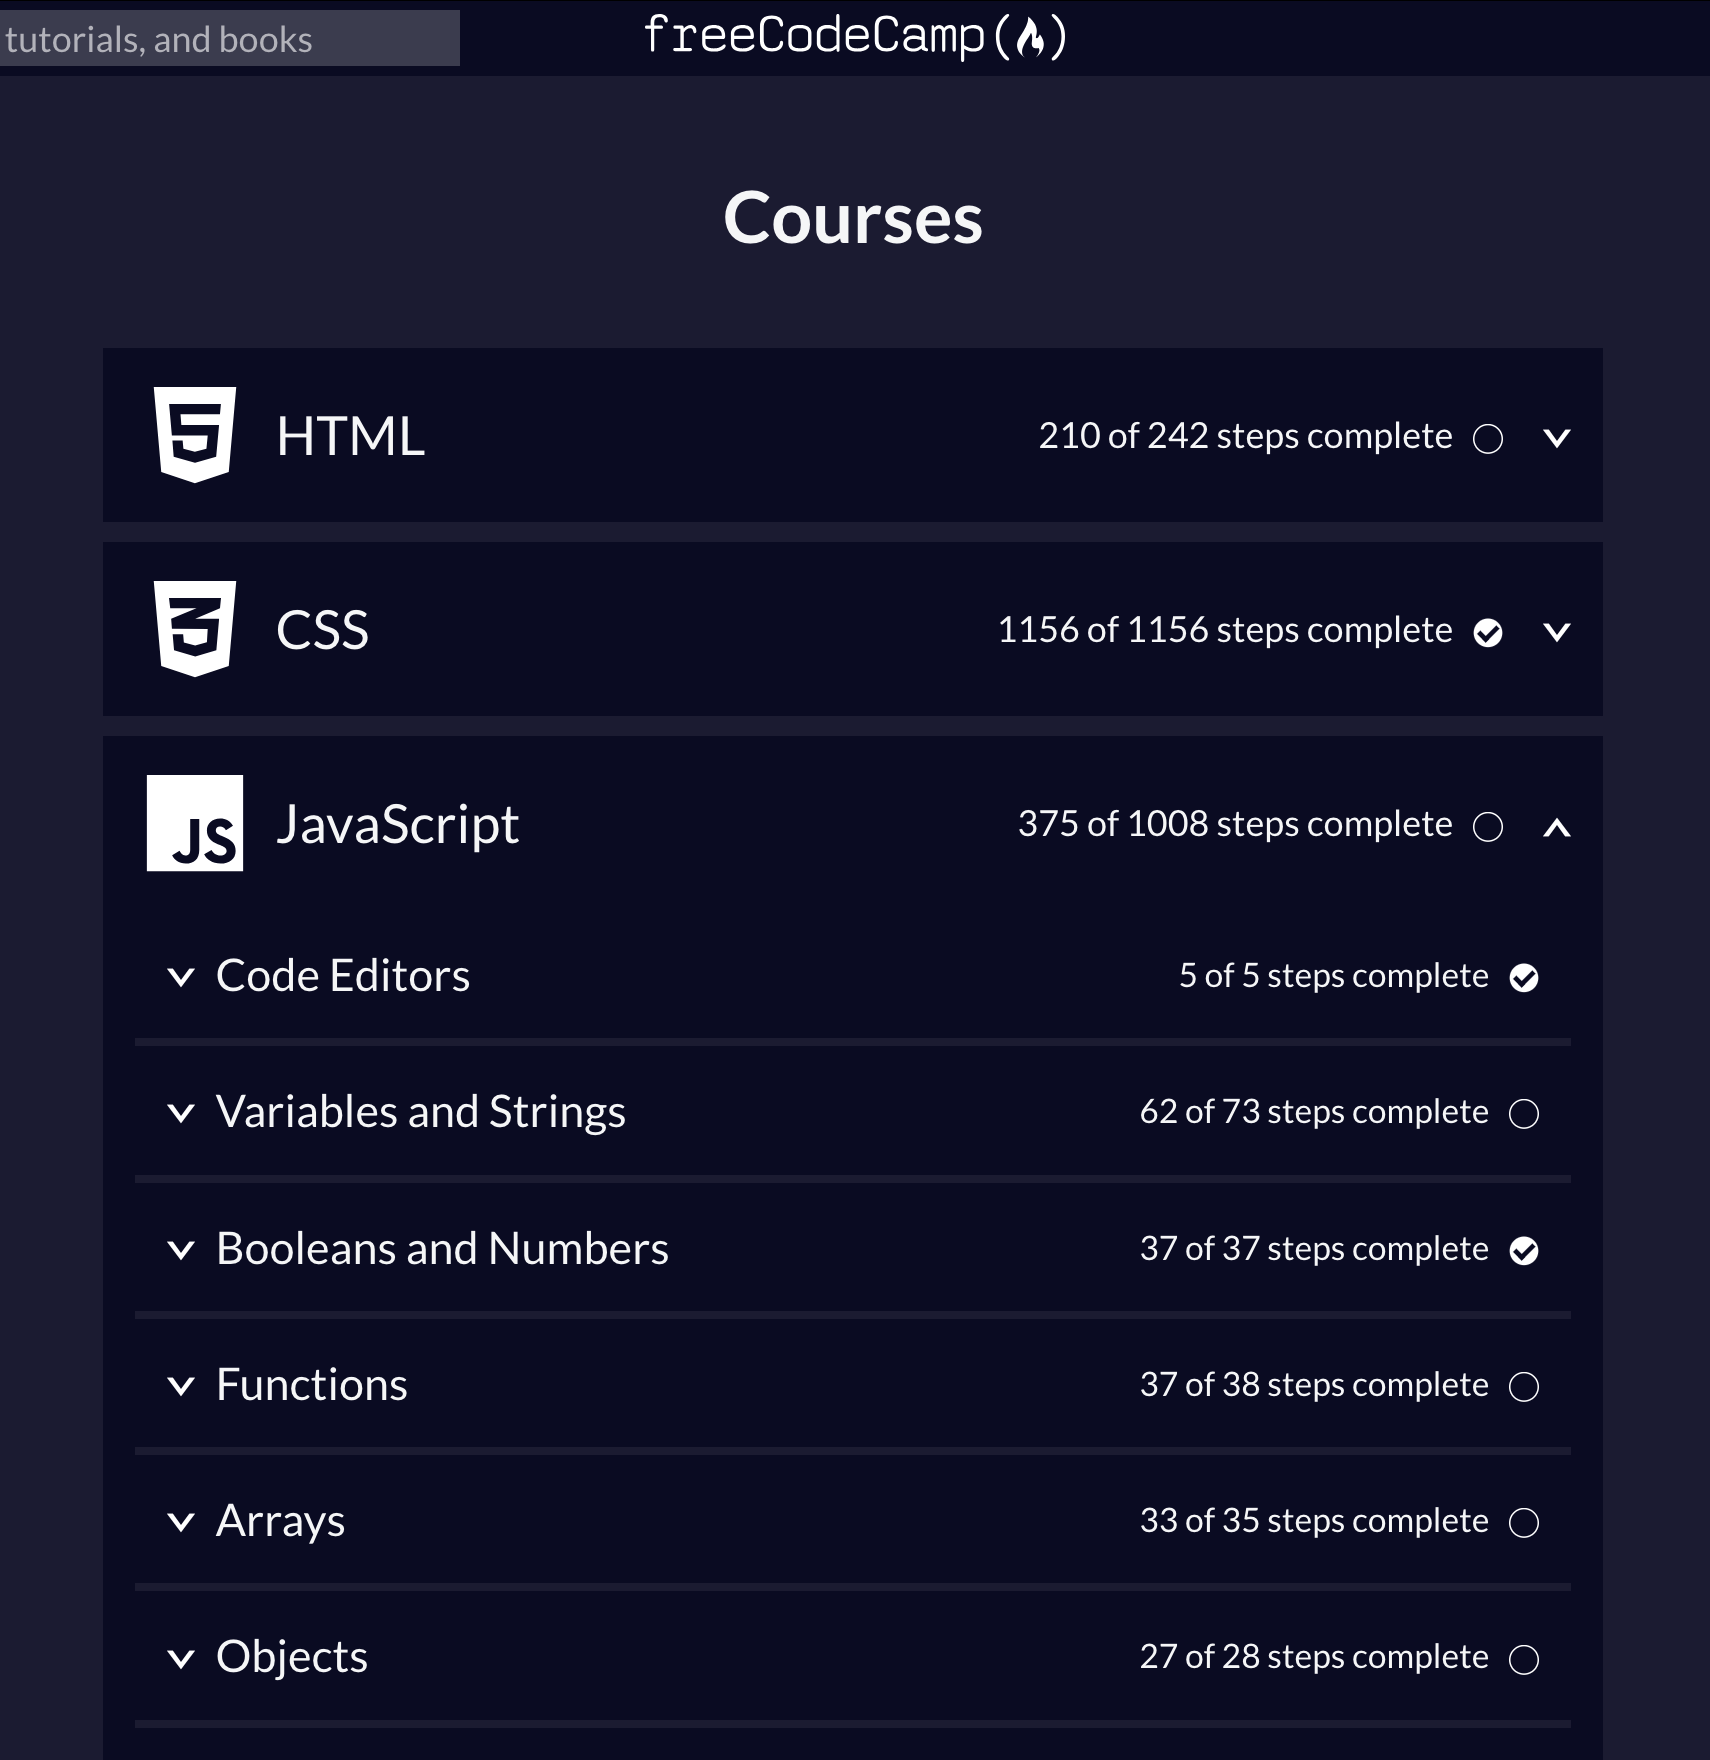 tutorials, and books
freeCodeCamp
Courses
HTML
210 of 242 steps complete
CSS
1156 of 1156 steps complete
JS
JavaScript
375 of 1008 steps complete
Code Editors
5 of 5 steps complete
Variables and Strings
62 of 73 steps complete
Booleans and Numbers
37 of 37 steps complete
Functions
37 of 38 steps complete
Arrays
33 of 35 steps complete
Objects
27 of 28 steps complete